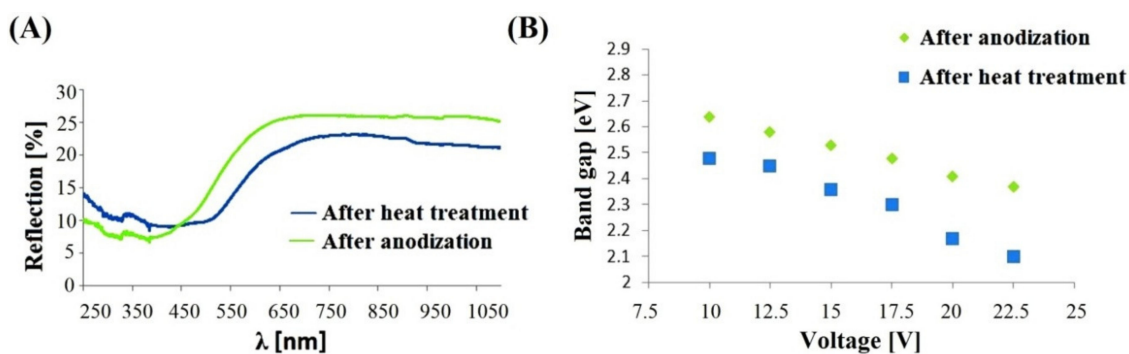 (A)
Reflection [%]
30
25
20
15
10
5
0
After heat treatment
After anodization
250 350 450 550 650 750 850 950 1050
λ [nm]
(B)
After anodization
After heat treatment
Band gap [eV]
2.9
2.8
2.7
2.6
2.5
2.4
2.3
2.2
2.1
2
7.5 10 12.5 15 17.5 20 22.5 25
Voltage [V]